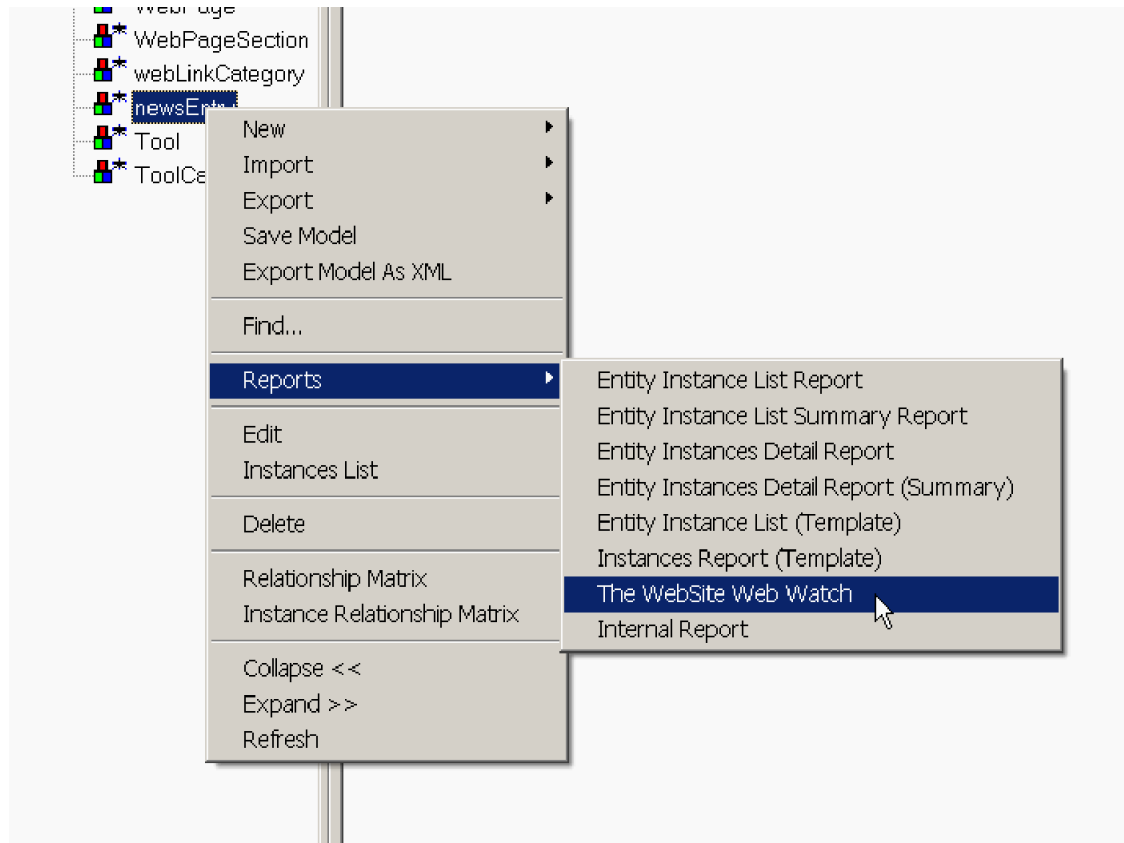 WebPage
WebPageSection
webLinkCategory
newsEntry
Tool
ToolCa
New
Import
Export
Save Model
Export Model As XML
Find...
Reports
Edit
Instances List
Delete
Relationship Matrix
Instance Relationship Matrix
Collapse <<
Expand >>
Refresh
Entity Instance List Report
Entity Instance List Summary Report
Entity Instances Detail Report
Entity Instances Detail Report (Summary)
Entity Instance List (Template)
Instances Report (Template)
The WebSite Web Watch
Internal Report